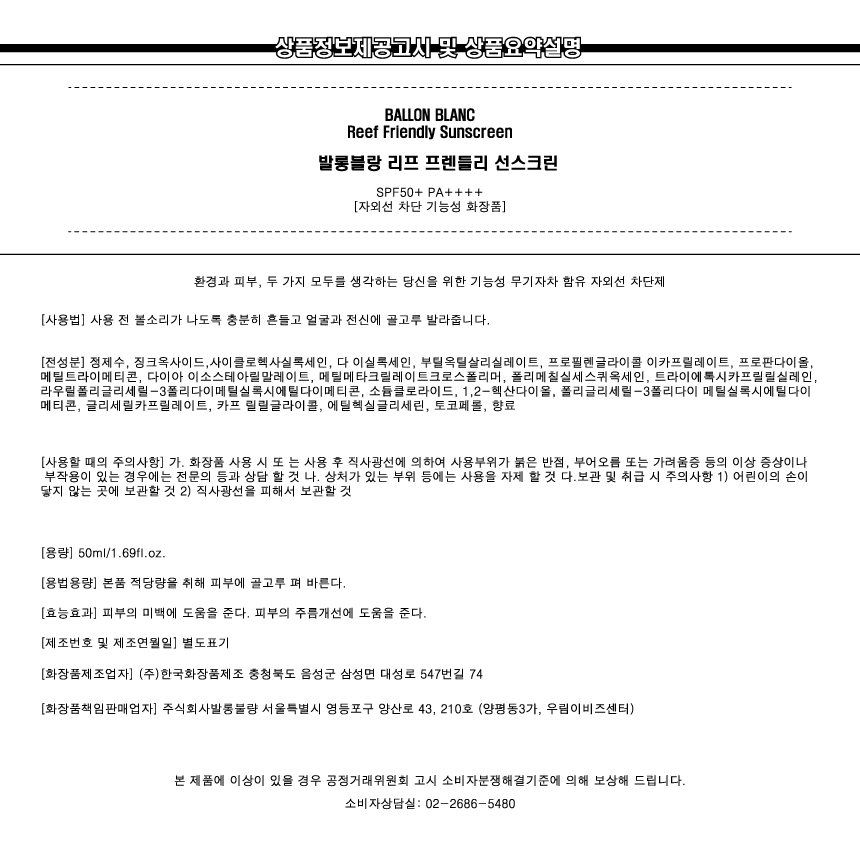 상품정보제공고시 및 상품요약설명
BALLON BLANC
Reef Friendly Sunscreen
발롱블랑 리프 프렌들리 선스크린
SPF50+ PA++++
[자외선 차단 기능성 화장품]
환경과 피부, 두 가지 모두를 생각하는 당신을 위한 기능성 무기자차 함유 자외선 차단제
[사용법] 사용 전 볼소리가 나도록 충분히 흔들고 얼굴과 전신에 골고루 발라줍니다.
[전성분] 정제수, 징크옥사이드,사이클로헥사실록세인, 다 이실록세인, 부틸옥틸살리실레이트, 프로필렌글라이콜 이카프릴레이트, 프로판다이올,
메틸트라이메티콘, 다이아 이소스테아릴말레이트, 메틸메타크릴레이트크로스폴리머, 폴리메칠실세스퀴옥세인, 트라이에톡시카프릴릴실레인,
라우릴폴리글리세릴-3폴리다이메틸실록시에틸다이메티콘, 소듐클로라이드, 1,2-헥산다이올, 폴리글리세릴-3폴리다이 메틸실록시에틸다이
메티콘, 글리세릴카프릴레이트, 카프 릴릴글라이콜, 에틸헥실글리세린, 토코페롤, 향료
[사용할 때의 주의사항] 가. 화장품 사용 시 또 는 사용 후 직사광선에 의하여 사용부위가 붉은 반점, 부어오름 또는 가려움증 등의 이상 증상이나
부작용이 있는 경우에는 전문의 등과 상담 할 것 나. 상처가 있는 부위 등에는 사용을 자제 할 것 다.보관 및 취급 시 주의사항 1) 어린이의 손이
닿지 않는 곳에 보관할 것 2) 직사광선을 피해서 보관할 것
[용량] 50ml/1.69fl.oz.
[용법용량] 본품 적당량을 취해 피부에 골고루 펴 바른다.
[효능효과] 피부의 미백에 도움을 준다. 피부의 주름개선에 도움을 준다.
[제조번호 및 제조연월일] 별도표기
[화장품제조업자] (주)한국화장품제조 충청북도 음성군 삼성면 대성로 547번길 74
[화장품책임판매업자] 주식회사발롱불량 서울특별시 영등포구 양산로 43, 210호 (양평동3가, 우림이비즈센터)
본 제품에 이상이 있을 경우 공정거래위원회 고시 소비자분쟁해결기준에 의해 보상해 드립니다.
소비자상담실: 02-2686-5480